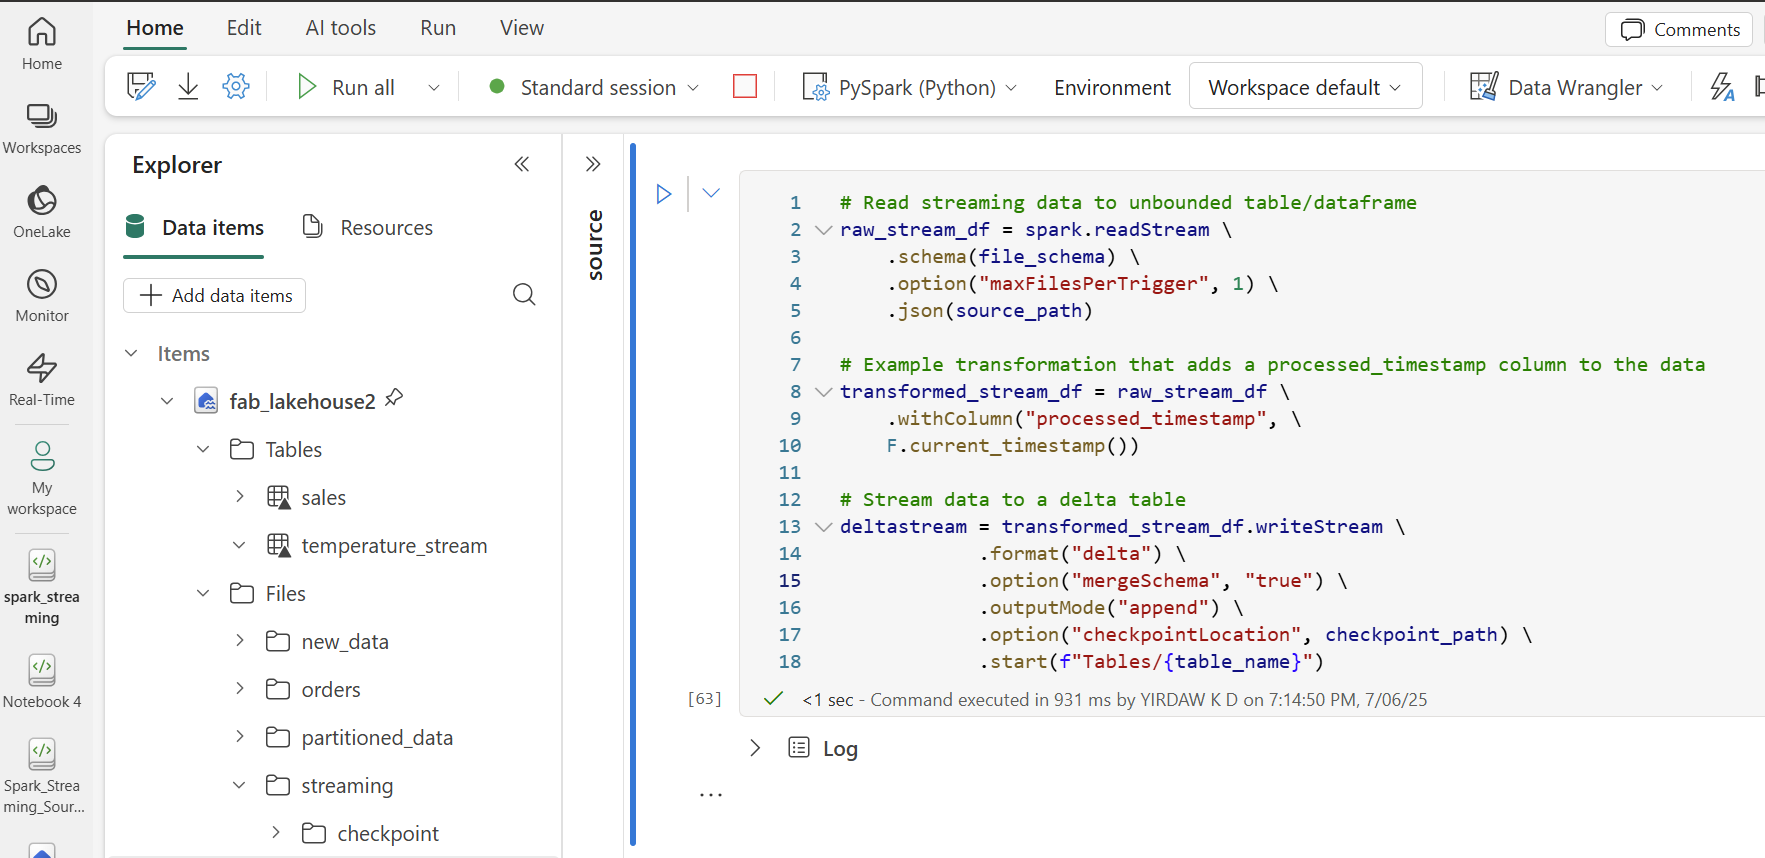 Home
Edit
AI tools
Run
View
Comments
Run all
Standard session
PySpark (Python)
Environment
Workspace default
Data Wrangler
Home
Workspaces
OneLake
Monitor
Real-Time
My
workspace
spark_strea
ming
Notebook 4
Spark_Strea
ming_Sour...
Explorer
Data items
Resources
Add data items
Items
fab_lakehouse2
Tables
sales
temperature_stream
Files
new_data
orders
partitioned_data
streaming
checkpoint
source
1 # Read streaming data to unbounded table/dataframe
2 raw_stream_df = spark.readStream \
3 .schema(file_schema) \
4 .option("maxFilesPerTrigger", 1) \
5 .json(source_path)
6
7 # Example transformation that adds a processed_timestamp column to the data
8 transformed_stream_df = raw_stream_df \
9 .withColumn("processed_timestamp", \
10 F.current_timestamp())
11
12 # Stream data to a delta table
13 deltastream = transformed_stream_df.writeStream \
14 .format("delta") \
15 .option("mergeSchema", "true") \
16 .outputMode("append") \
17 .option("checkpointLocation", checkpoint_path) \
18 .start(f"Tables/{table_name}")
[63] <1 sec - Command executed in 931 ms by YIRDAW K D on 7:14:50 PM, 7/06/25
Log
...